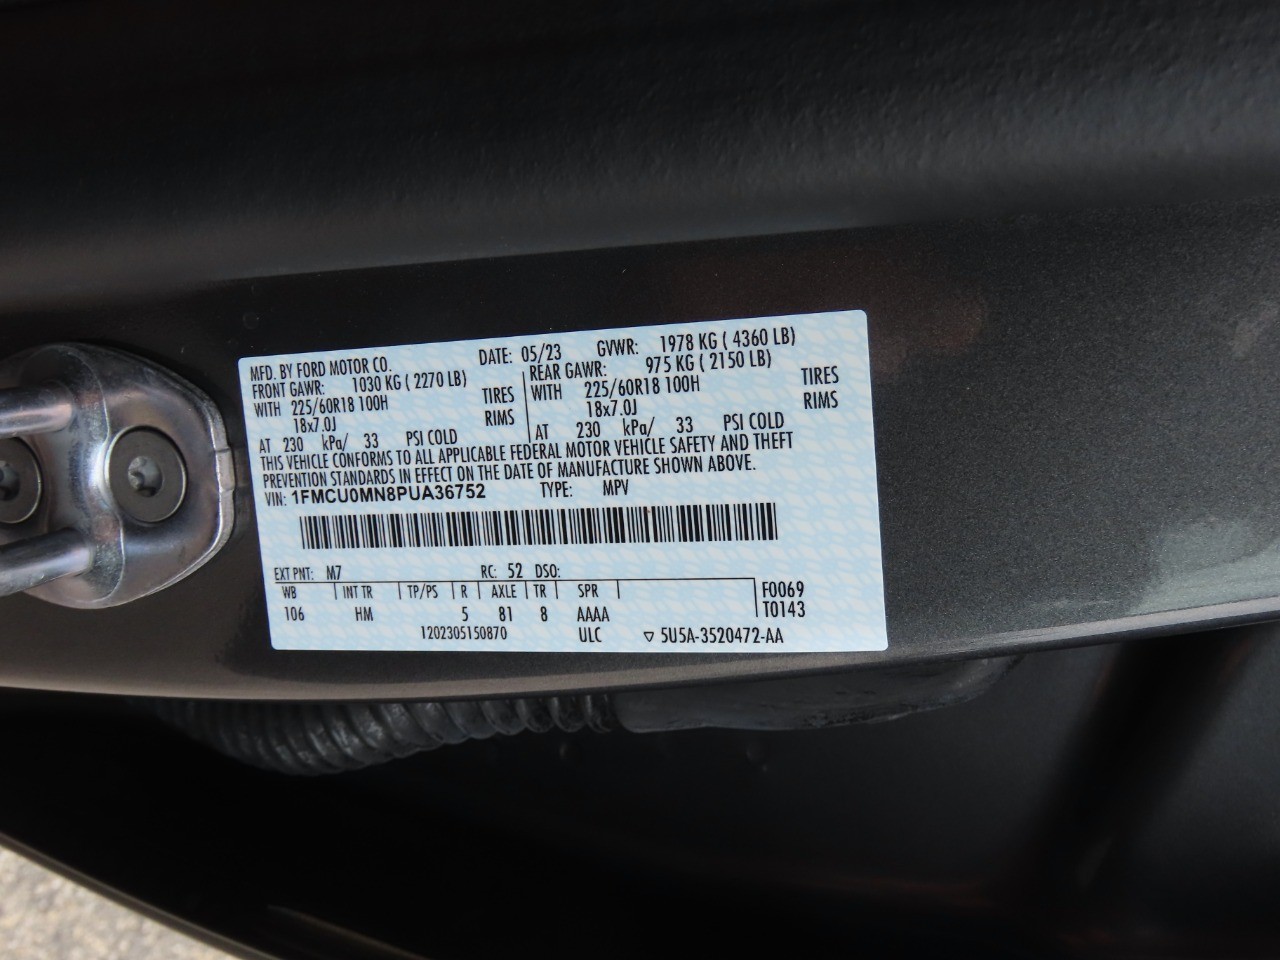 MFD. BY FORD MOTOR CO. DATE: 05/23 GVWR: 1978 KG ( 4360 LB)
FRONT GAWR: 1030 KG ( 2270 LB) REAR GAWR: 975 KG ( 2150 LB)
WITH 225/60R18 100H TIRES WITH 225/60R18 100H TIRES
18x7.0J RIMS 18x7.0J RIMS
AT 230 kPa/ 33 PSI COLD AT 230 kPa/ 33 PSI COLD
THIS VEHICLE CONFORMS TO ALL APPLICABLE FEDERAL MOTOR VEHICLE SAFETY AND THEFT
PREVENTION STANDARDS IN EFFECT ON THE DATE OF MANUFACTURE SHOWN ABOVE.
VIN: 1FMCU0MN8PUA36752 TYPE: MPV
EXT PNT: M7 RC: 52 DSO:
WB INT TR TP/PS R AXLE TR SPR F0069
106 HM 5 81 8 AAAA T0143
1202305150870 ULC ▽ 5U5A-3520472-AA